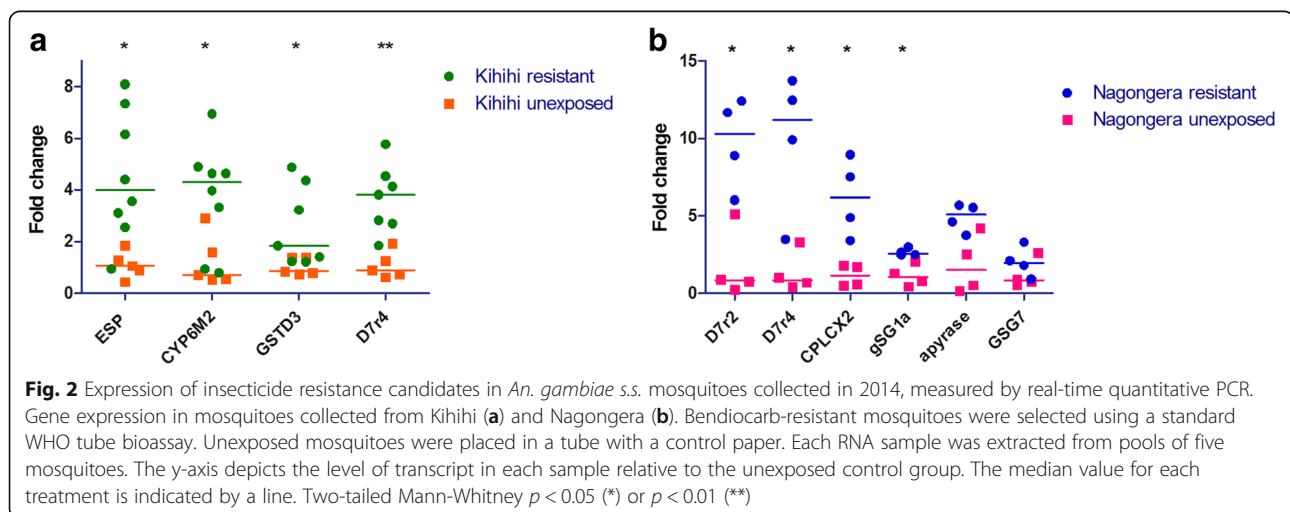 a
* * * **
Fold change
8
6
4
2
0
Kihihi resistant
Kihihi unexposed
ESP
CYP6M2
GSTD3
D7r4
b
* * * *
Fold change
15
10
5
0
Nagongera resistant
Nagongera unexposed
D7r2
D7r4
CPLCX2
gSG1a
apyrase
GSG7
Fig. 2 Expression of insecticide resistance candidates in An. gambiae s.s. mosquitoes collected in 2014, measured by real-time quantitative PCR.
Gene expression in mosquitoes collected from Kihihi (a) and Nagongera (b). Bendiocarb-resistant mosquitoes were selected using a standard
WHO tube bioassay. Unexposed mosquitoes were placed in a tube with a control paper. Each RNA sample was extracted from pools of five
mosquitoes. The y-axis depicts the level of transcript in each sample relative to the unexposed control group. The median value for each
treatment is indicated by a line. Two-tailed Mann-Whitney p < 0.05 (*) or p < 0.01 (**)